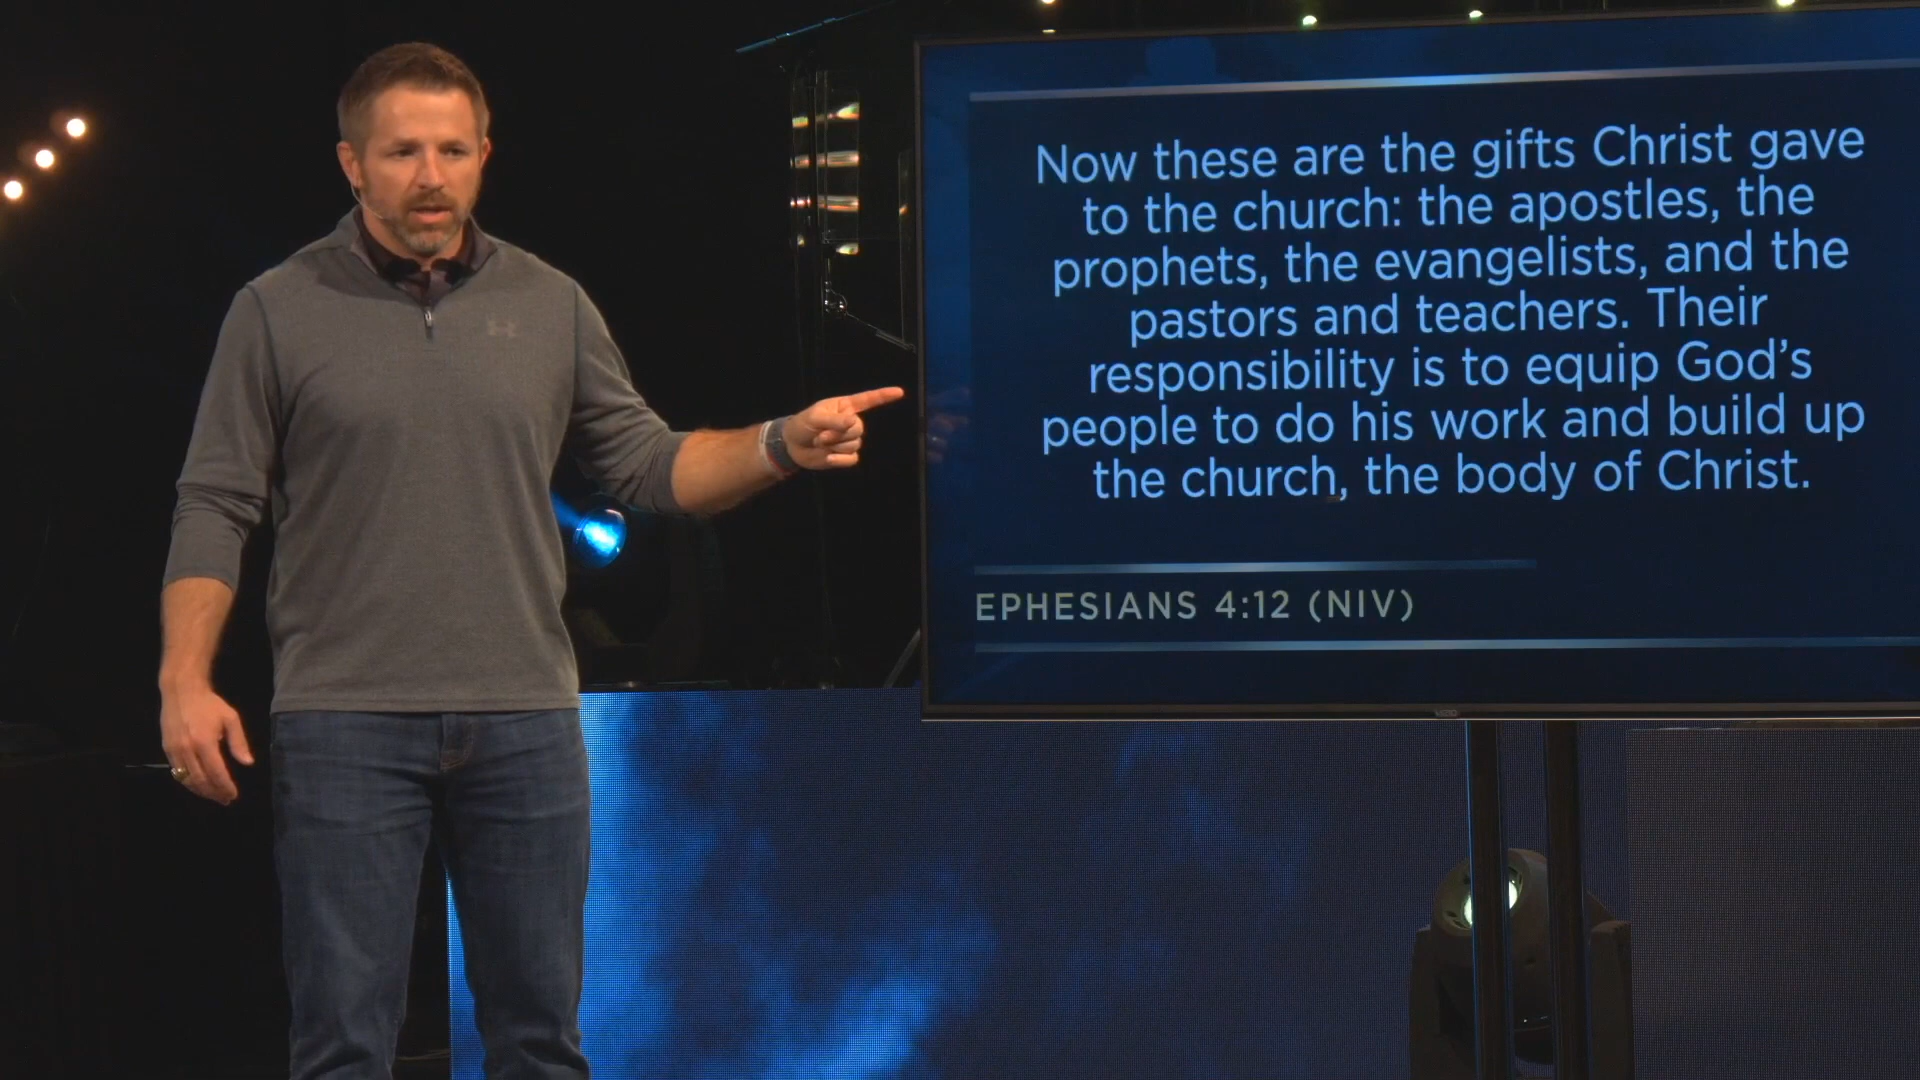 Now these are the gifts Christ gave
to the church: the apostles, the
prophets, the evangelists, and the
pastors and teachers. Their
responsibility is to equip God's
people to do his work and build up
the church, the body of Christ.
EPHESIANS 4:12 (NIV)